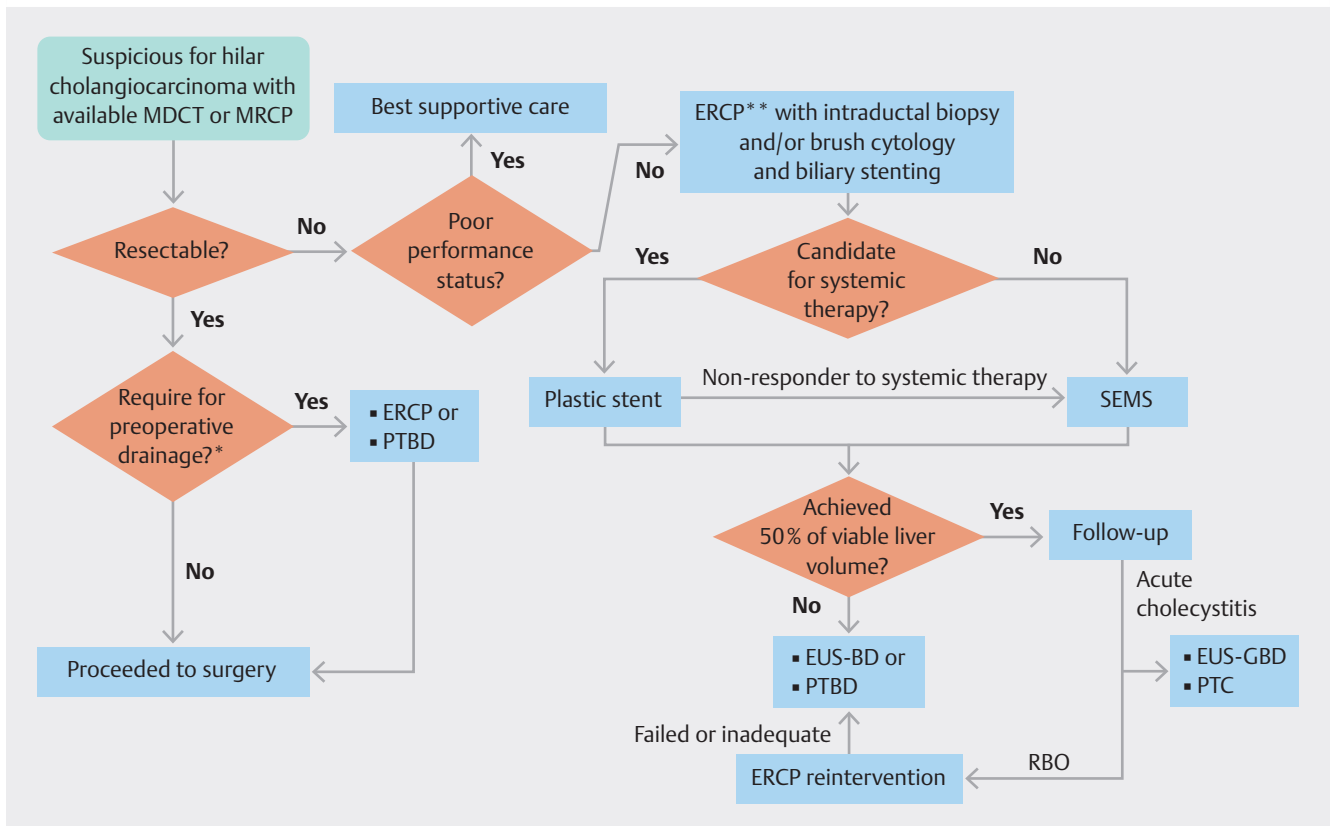 Suspicious for hilar
cholangiocarcinoma with
available MDCT or MRCP
Best supportive care
ERCP** with intraductal biopsy
and/or brush cytology
and biliary stenting
Yes
No
Resectable?
No
Poor
performance
status?
Yes
Candidate
for systemic
therapy?
No
Yes
Require for
preoperative
drainage?*
Yes
▪ ERCP or
▪ PTBD
Plastic stent
Non-responder to systemic therapy
SEMS
Achieved
50% of viable liver
volume?
Yes
Follow-up
No
No
Acute
cholecystitis
Proceeded to surgery
▪ EUS-BD or
▪ PTBD
▪ EUS-GBD
▪ PTC
Failed or inadequate
ERCP reintervention
RBO